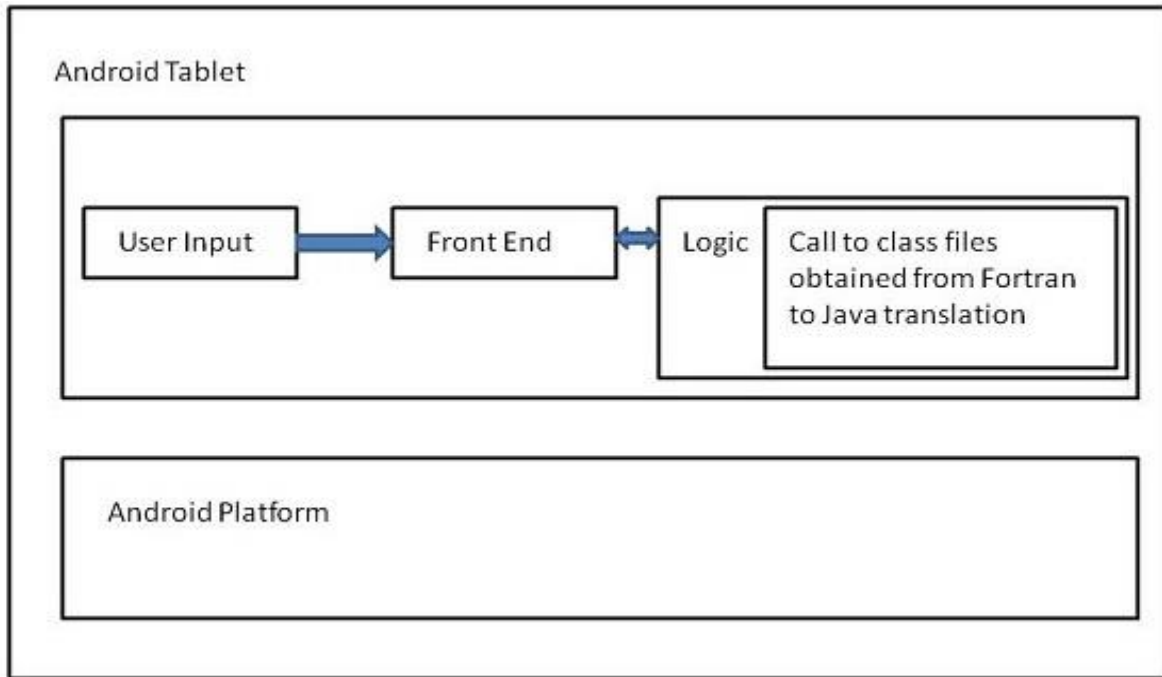 Android Tablet
User Input
Front End
Logic
Call to class files
obtained from Fortran
to Java translation
Android Platform